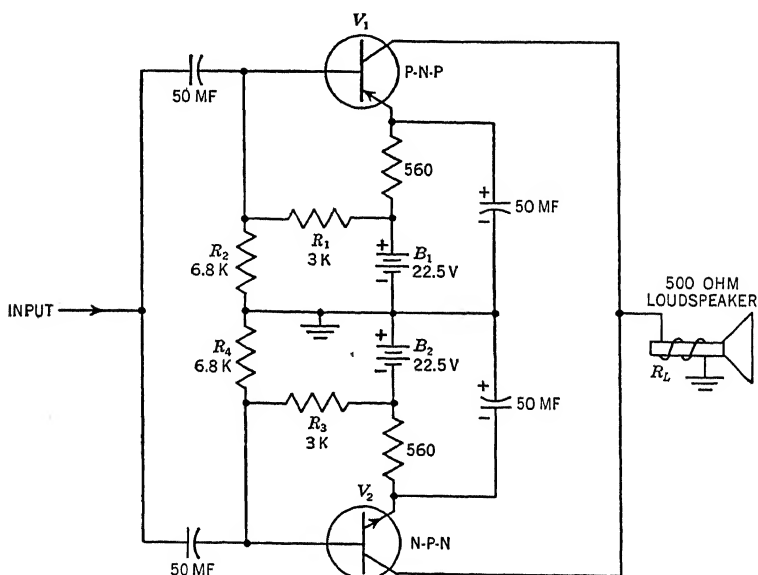 V1
P-N-P
50 MF
560
50 MF
R1
3 K
B1
22.5 V
R2
6.8 K
500 OHM
LOUDSPEAKER
INPUT
R4
6.8 K
B2
22.5 V
RL
R3
3 K
50 MF
560
V2
N-P-N
50 MF
+
−
+
−
+
−
+
−